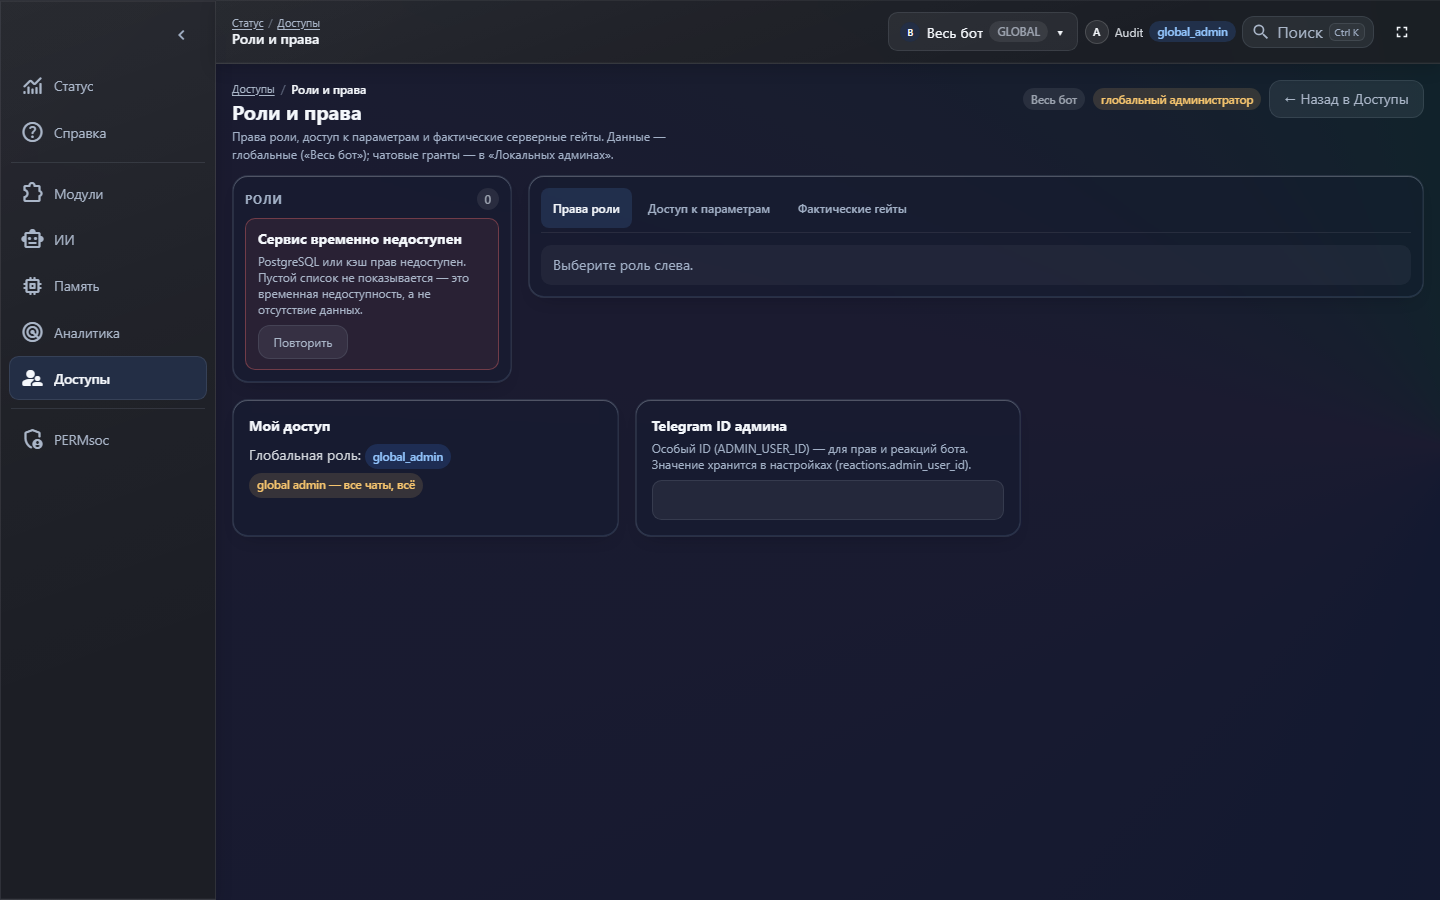 Статус / Доступы
Роли и права
B Весь бот GLOBAL ▾
A Audit global_admin
Поиск Ctrl K
Статус
Справка
Модули
ИИ
Память
Аналитика
Доступы
PERMsoc
Доступы / Роли и права
Роли и права
Права роли, доступ к параметрам и фактические серверные гейты. Данные —
глобальные («Весь бот»); чатовые гранты — в «Локальных админах».
Весь бот
глобальный администратор
← Назад в Доступы
РОЛИ 0
Сервис временно недоступен
PostgreSQL или кэш прав недоступен.
Пустой список не показывается — это
временная недоступность, а не
отсутствие данных.
Повторить
Права роли
Доступ к параметрам
Фактические гейты
Выберите роль слева.
Мой доступ
Глобальная роль: global_admin
global admin — все чаты, всё
Telegram ID админа
Особый ID (ADMIN_USER_ID) — для прав и реакций бота.
Значение хранится в настройках (reactions.admin_user_id).